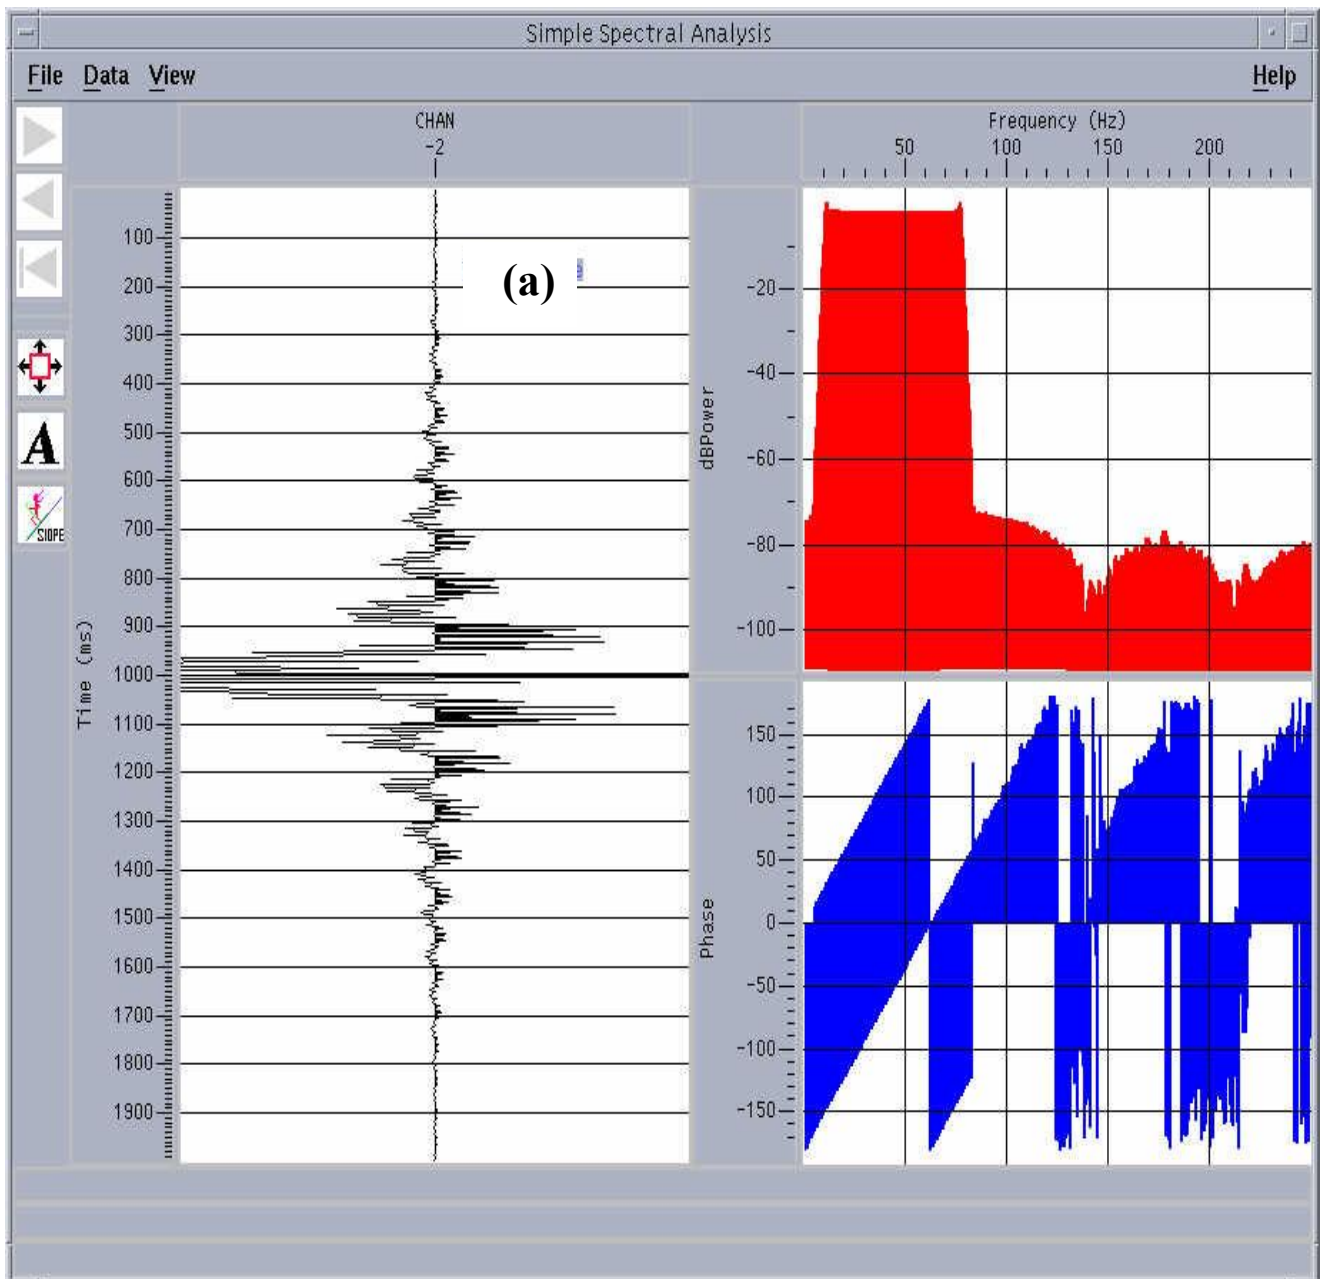 Simple Spectral Analysis
File Data View Help
CHAN
-2
Frequency (Hz)
50 100 150 200
(a)
A
SlOPE
Time (ms)
100
200
300
400
500
600
700
800
900
1000
1100
1200
1300
1400
1500
1600
1700
1800
1900
dBPower
-20
-40
-60
-80
-100
Phase
150
100
50
0
-50
-100
-150